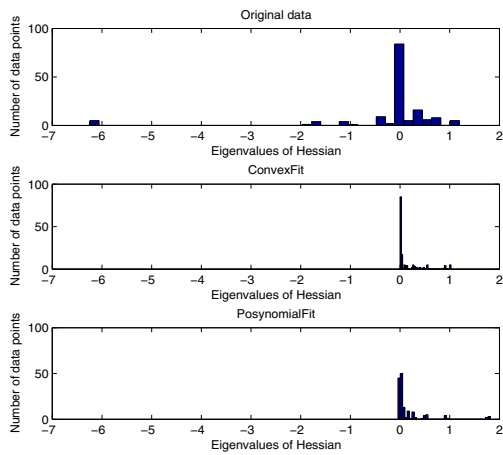 Original data
Number of data points
100
50
0
−7 −6 −5 −4 −3 −2 −1 0 1 2
Eigenvalues of Hessian
ConvexFit
Number of data points
100
50
0
−7 −6 −5 −4 −3 −2 −1 0 1 2
Eigenvalues of Hessian
PosynomialFit
Number of data points
100
50
0
−7 −6 −5 −4 −3 −2 −1 0 1 2
Eigenvalues of Hessian